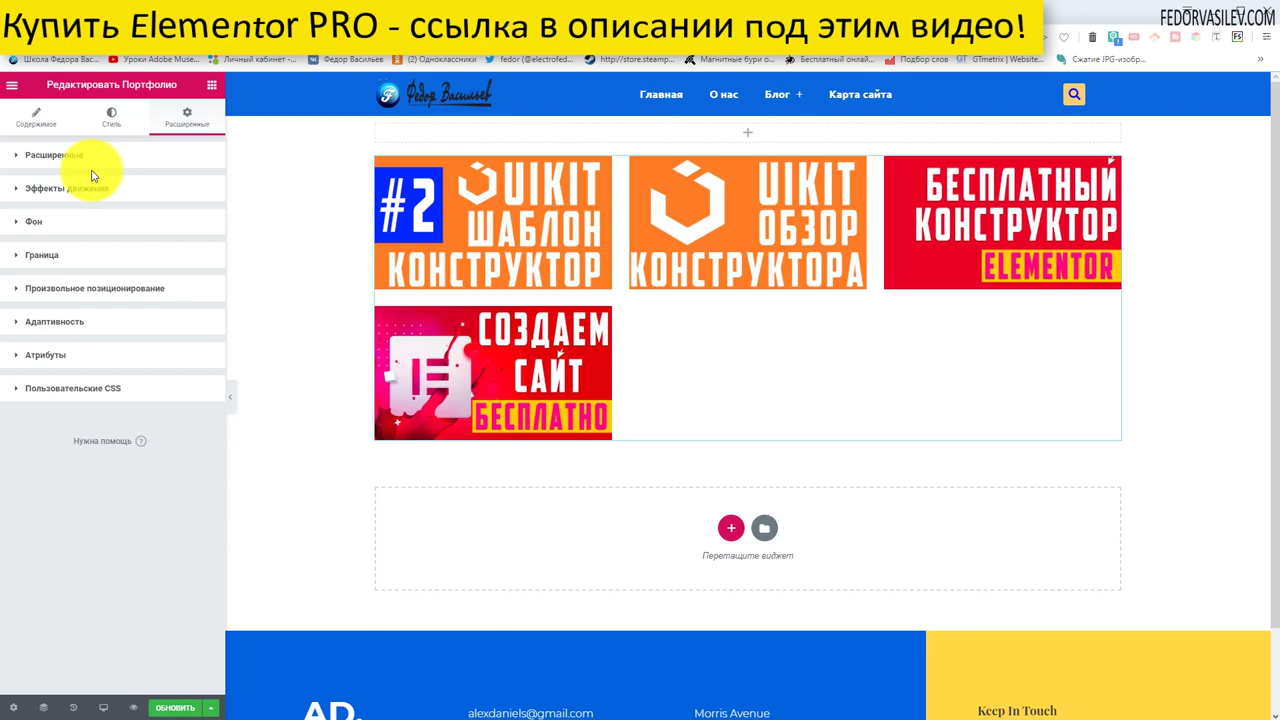 Купить Elementor PRO - ссылка в описании под этим видео!
FEDORVASILEV.COM
Школа Федора Вас...
Уроки Adobe Muse...
Личный кабинет -...
Федор Васильев
(1) Одноклассники
fedor (@electrofed...
http://store.steamp...
Магнитные бури о...
Бесплатный онлай...
Подбор слов
GTmetrix | Website...
Сжатие JPG-изобр...
Редактировать Портфолио
Содержимое
Стиль
Расширенные
Расширенные
Эффекты движения
Фон
Граница
Произвольное позиционирование
Адаптивность
Атрибуты
Пользовательские CSS
Нужна помощь ?
ОБНОВИТЬ
Федор Васильев
Главная
О нас
Блог +
Карта сайта
#2 UIKIT
ШАБЛОН
КОНСТРУКТОР
UIKIT
ОБЗОР
КОНСТРУКТОРА
БЕСПЛАТНЫЙ
КОНСТРУКТОР
ELEMENTOR
СОЗДАЕМ
САЙТ
БЕСПЛАТНО
Перетащите виджет
AD.
alexdaniels@gmail.com
Morris Avenue
Keep In Touch